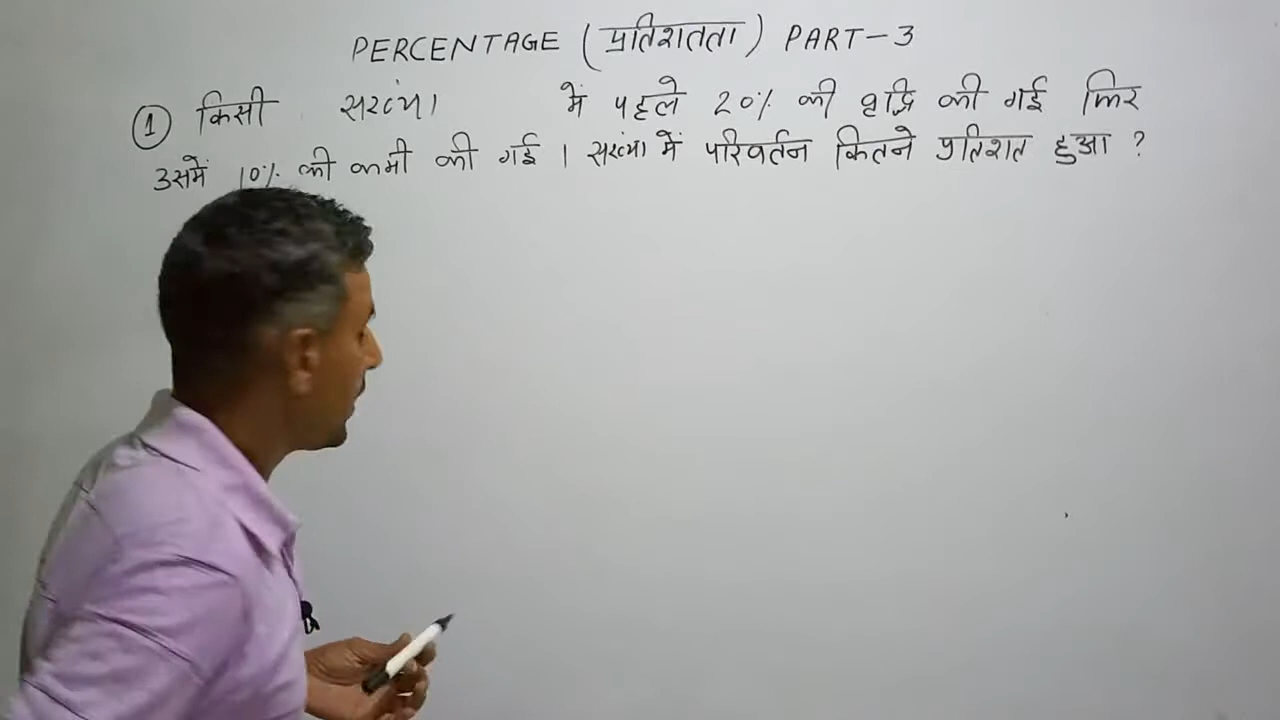 PERCENTAGE (प्रतिशतता) PART-3
① किसी संख्या में पहले 20% की वृद्धि की गई फिर
उसमें 10% की कमी की गई । संख्या में परिवर्तन कितने प्रतिशत हुआ ?